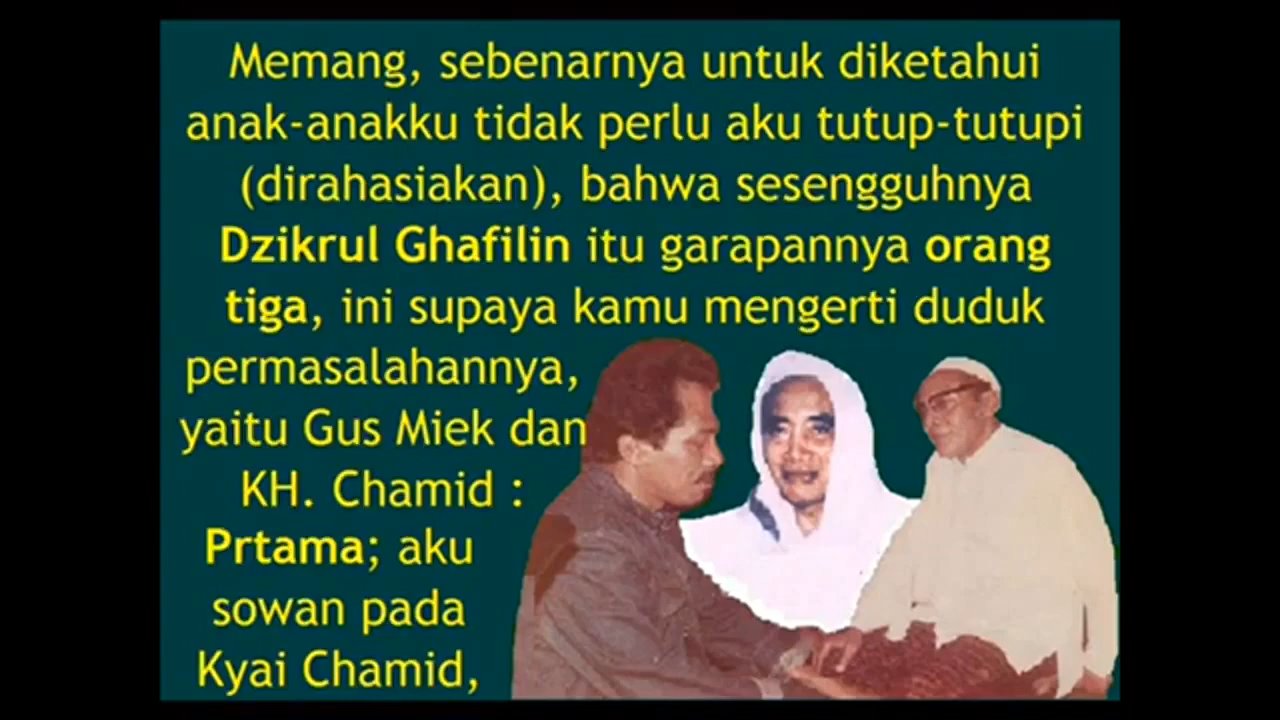 Memang, sebenarnya untuk diketahui
anak-anakku tidak perlu aku tutup-tutupi
(dirahasiakan), bahwa sesengguhnya
Dzikrul Ghafilin itu garapannya orang
tiga, ini supaya kamu mengerti duduk
permasalahannya,
yaitu Gus Miek dan
KH. Chamid :
Prtama; aku
sowan pada
Kyai Chamid,